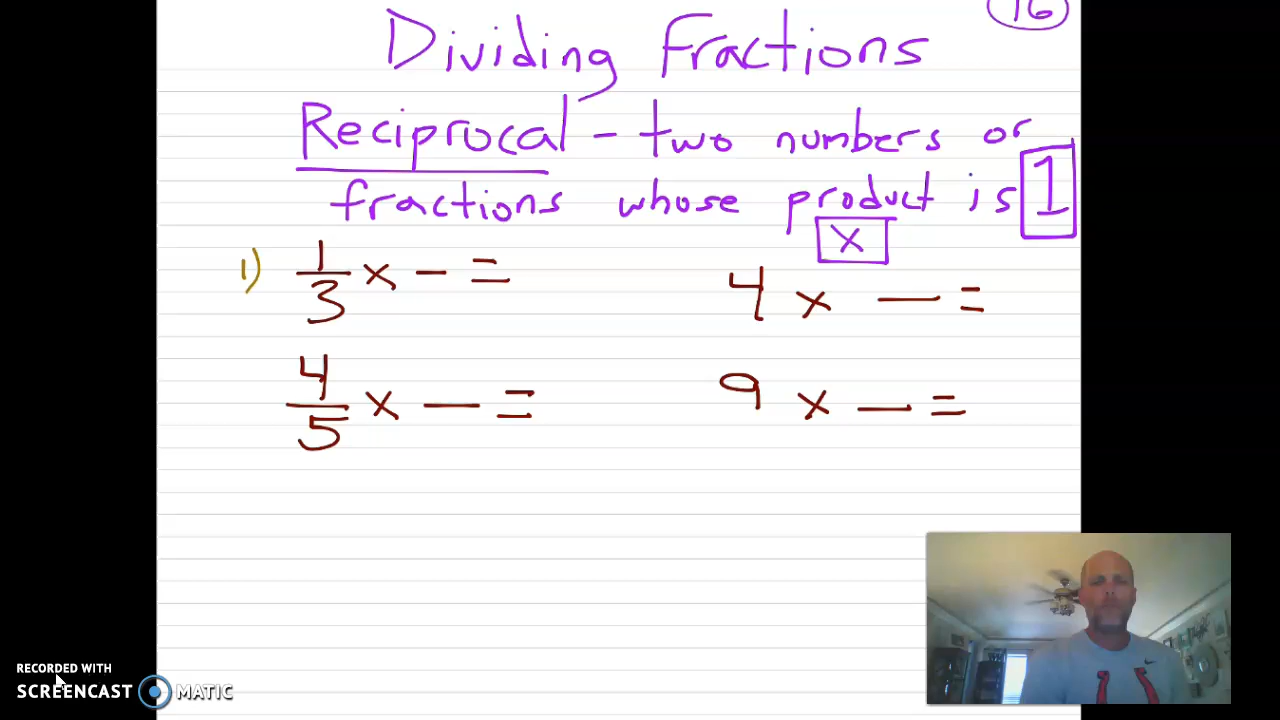 16
Dividing Fractions
Reciprocal - two numbers or
fractions whose product is 1
x
1) 1/3 x — =
4 x — =
4/5 x — =
9 x — =
RECORDED WITH
SCREENCAST MATIC